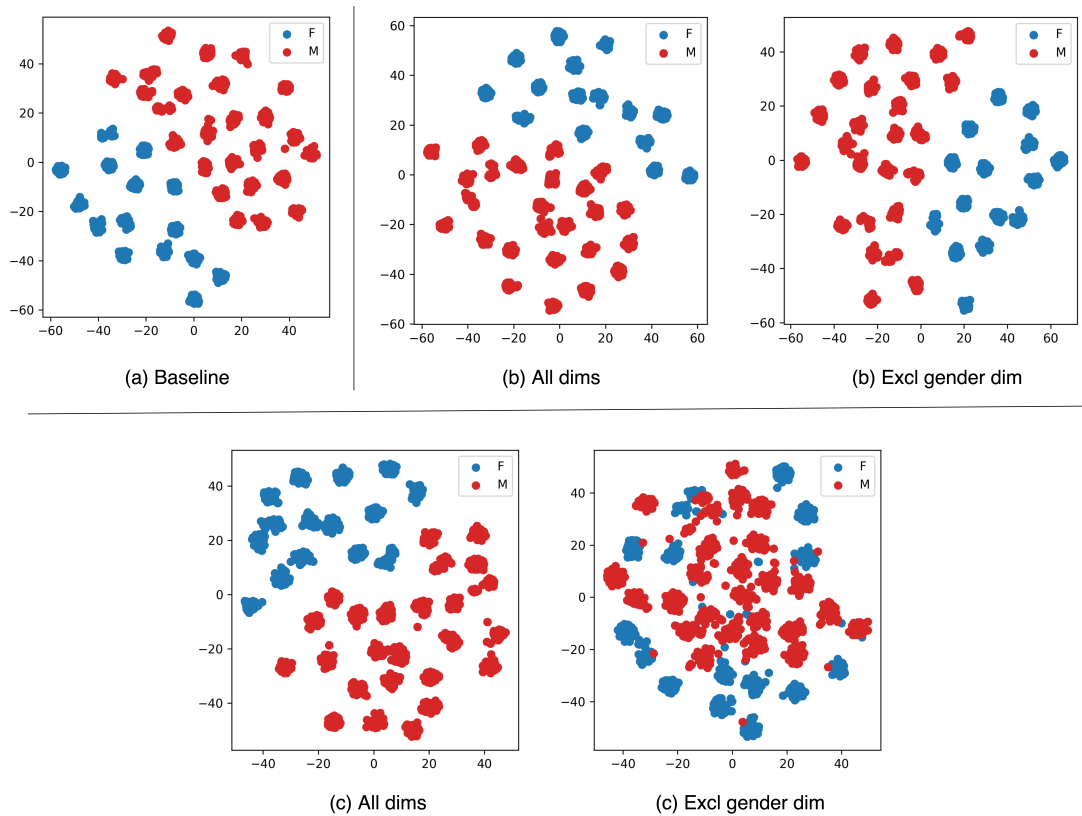 F
M
40
20
0
−20
−40
−60
−60 −40 −20 0 20 40
(a) Baseline
F
M
60
40
20
0
−20
−40
−60
−60 −40 −20 0 20 40 60
(b) All dims
F
M
40
20
0
−20
−40
−60
−60 −40 −20 0 20 40 60
(b) Excl gender dim
F
M
40
20
0
−20
−40
−40 −20 0 20 40
(c) All dims
F
M
40
20
0
−20
−40
−40 −20 0 20 40
(c) Excl gender dim